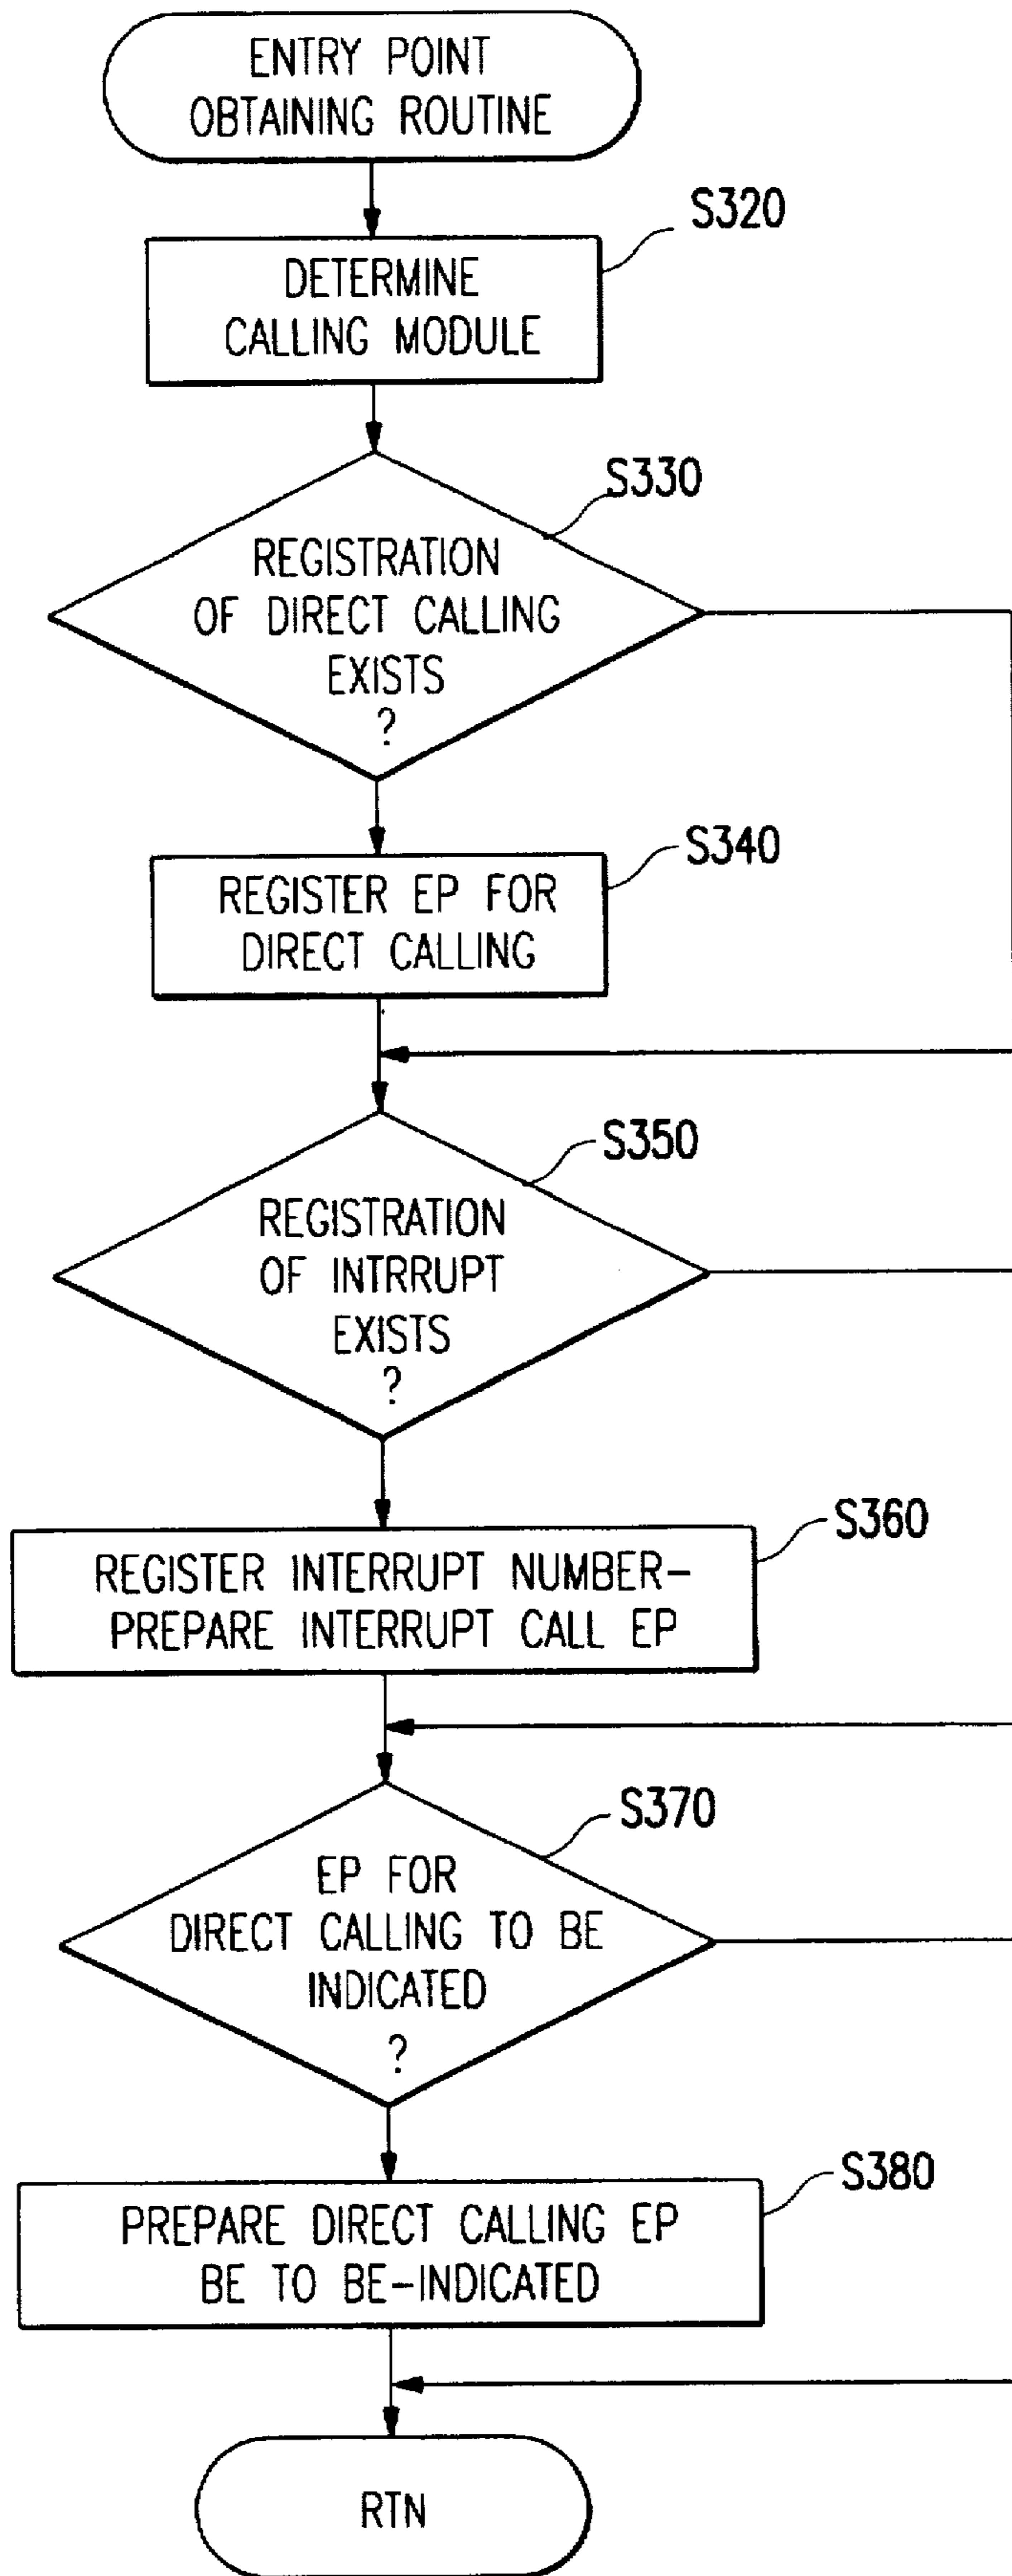 ENTRY POINT
OBTAINING ROUTINE
S320
DETERMINE
CALLING MODULE
S330
REGISTRATION
OF DIRECT CALLING
EXISTS
?
S340
REGISTER EP FOR
DIRECT CALLING
S350
REGISTRATION
OF INTRRUPT
EXISTS
?
S360
REGISTER INTERRUPT NUMBER-
PREPARE INTERRUPT CALL EP
S370
EP FOR
DIRECT CALLING TO BE
INDICATED
?
S380
PREPARE DIRECT CALLING EP
BE TO BE-INDICATED
RTN